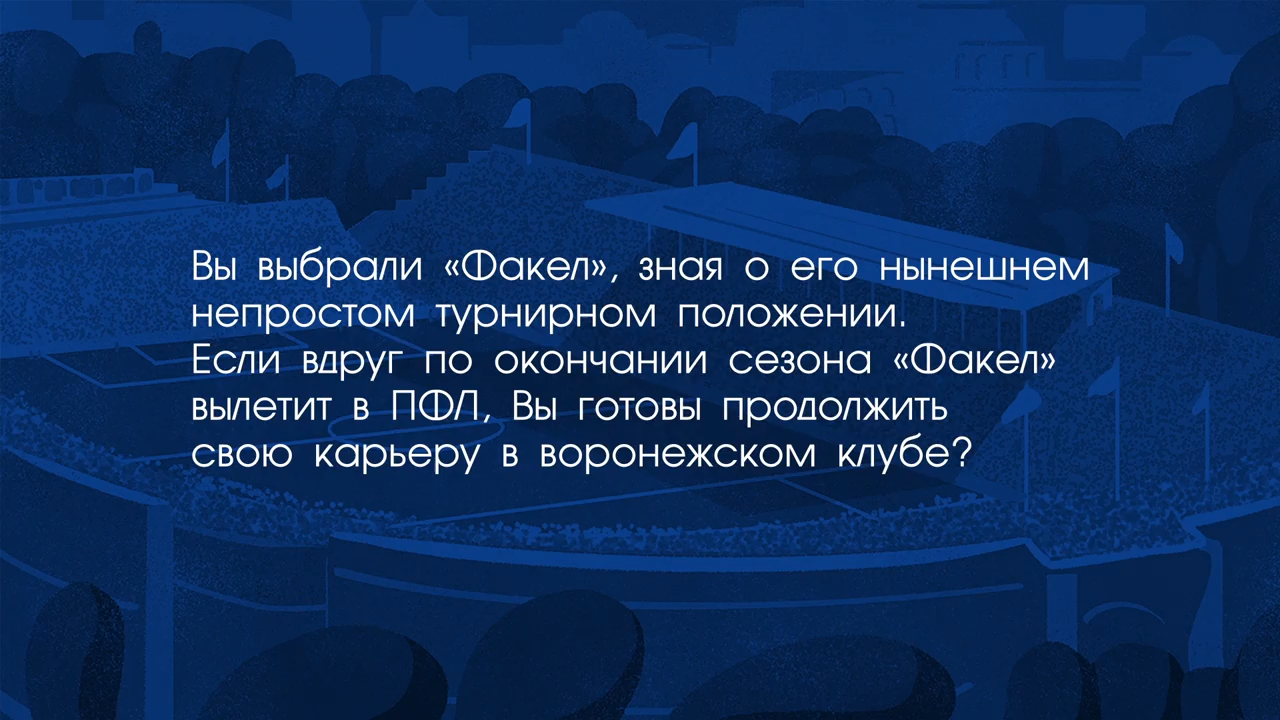 Вы выбрали «Факел», зная о его нынешнем
непростом турнирном положении.
Если вдруг по окончании сезона «Факел»
вылетит в ПФЛ, Вы готовы продолжить
свою карьеру в воронежском клубе?